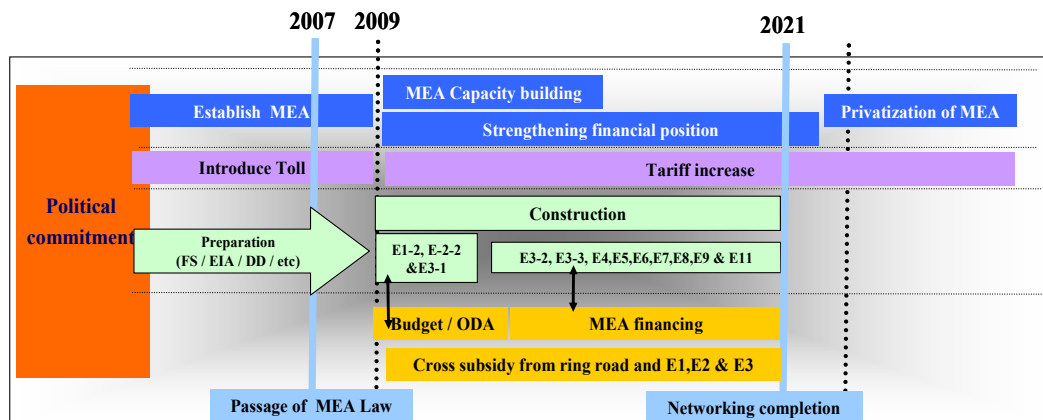 2007
2009
2021
MEA Capacity building
Establish MEA
Privatization of MEA
Strengthening financial position
Introduce Toll
Tariff increase
Political
commitment
Construction
Preparation
(FS / EIA / DD / etc)
E1-2, E-2-2
&E3-1
E3-2, E3-3, E4,E5,E6,E7,E8,E9 & E11
Budget / ODA
MEA financing
Cross subsidy from ring road and E1,E2 & E3
Passage of MEA Law
Networking completion